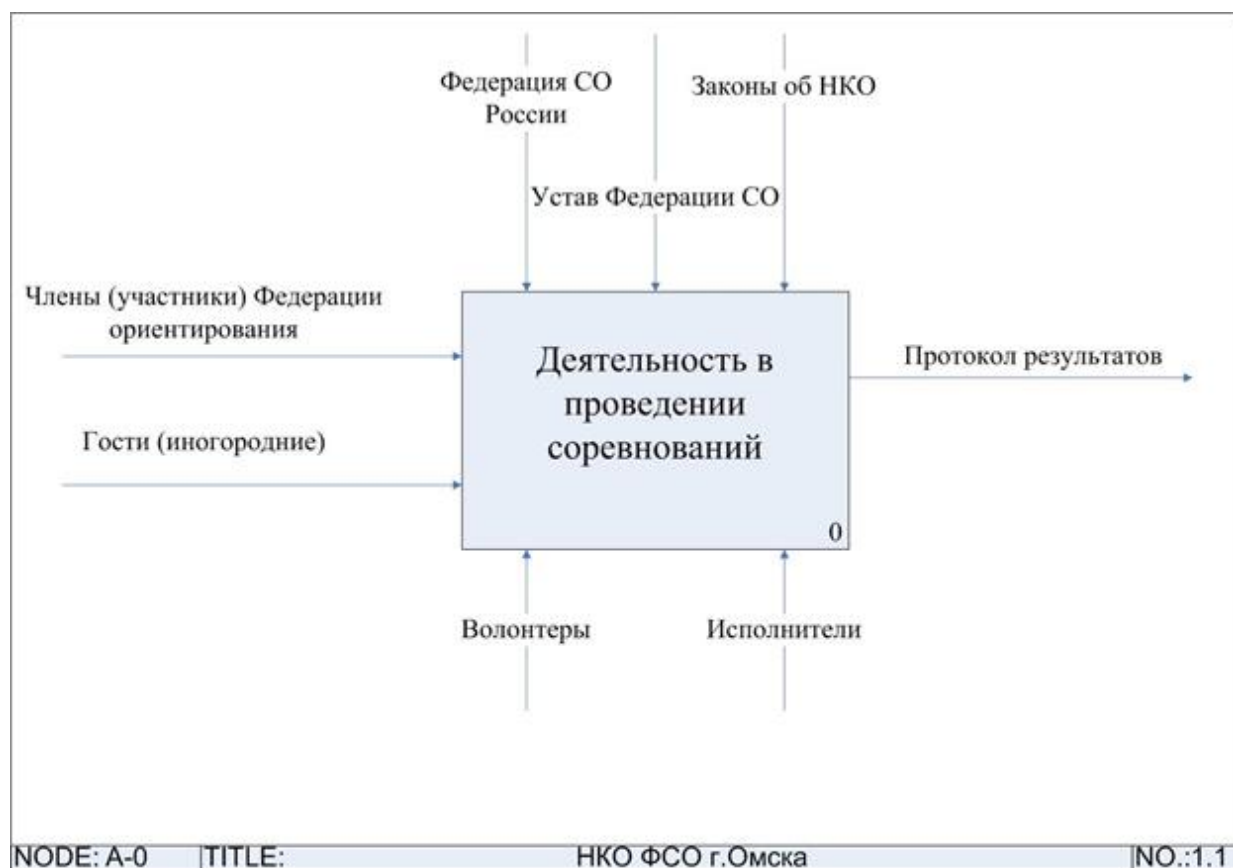 Федерация СО
России
Законы об НКО
Устав Федерации СО
Члены (участники) Федерации
ориентирования
Гости (иногородние)
Деятельность в
проведении
соревнований
0
Протокол результатов
Волонтеры
Исполнители
NODE: A-0 TITLE: НКО ФСО г.Омска NO.:1.1